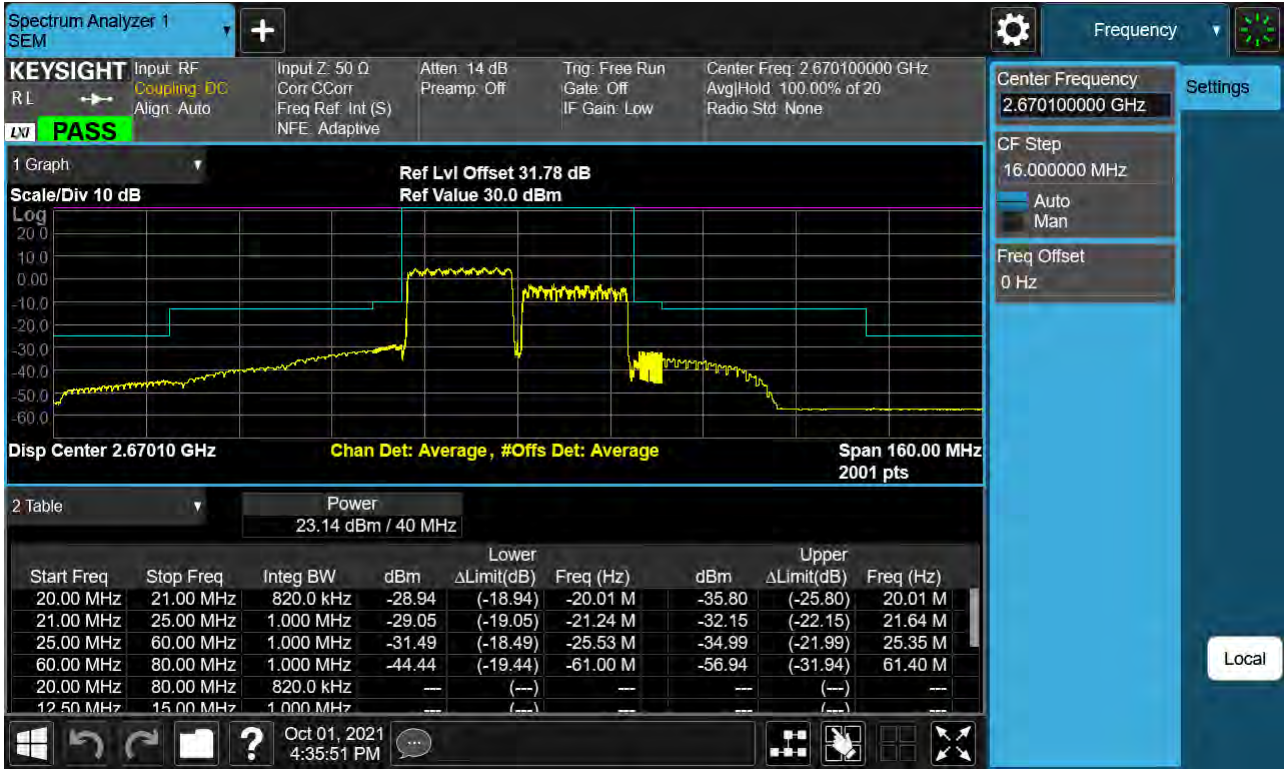 Spectrum Analyzer 1
SEM
Frequency
KEYSIGHT
R L
LXI PASS
Input: RF
Coupling: DC
Align: Auto
Input Z: 50 Ω
Corr CCorr
Freq Ref: Int (S)
NFE: Adaptive
Atten: 14 dB
Preamp: Off
Trig: Free Run
Gate: Off
IF Gain: Low
Center Freq: 2.670100000 GHz
Avg|Hold: 100.00% of 20
Radio Std: None
Center Frequency
2.670100000 GHz
Settings
CF Step
16.000000 MHz
Auto
Man
Freq Offset
0 Hz
Local
1 Graph
Scale/Div 10 dB
Ref Lvl Offset 31.78 dB
Ref Value 30.0 dBm
Log
20.0
10.0
0.00
-10.0
-20.0
-30.0
-40.0
-50.0
-60.0
Disp Center 2.67010 GHz
Chan Det: Average, #Offs Det: Average
Span 160.00 MHz
2001 pts
2 Table
Power
23.14 dBm / 40 MHz
Lower Upper
Start Freq Stop Freq Integ BW dBm ΔLimit(dB) Freq (Hz) dBm ΔLimit(dB) Freq (Hz)
20.00 MHz 21.00 MHz 820.0 kHz -28.94 (-18.94) -20.01 M -35.80 (-25.80) 20.01 M
21.00 MHz 25.00 MHz 1.000 MHz -29.05 (-19.05) -21.24 M -32.15 (-22.15) 21.64 M
25.00 MHz 60.00 MHz 1.000 MHz -31.49 (-18.49) -25.53 M -34.99 (-21.99) 25.35 M
60.00 MHz 80.00 MHz 1.000 MHz -44.44 (-19.44) -61.00 M -56.94 (-31.94) 61.40 M
20.00 MHz 80.00 MHz 820.0 kHz --- (---) --- --- (---) ---
12.50 MHz 15.00 MHz 1.000 MHz --- (---) --- --- (---) ---
Oct 01, 2021
4:35:51 PM